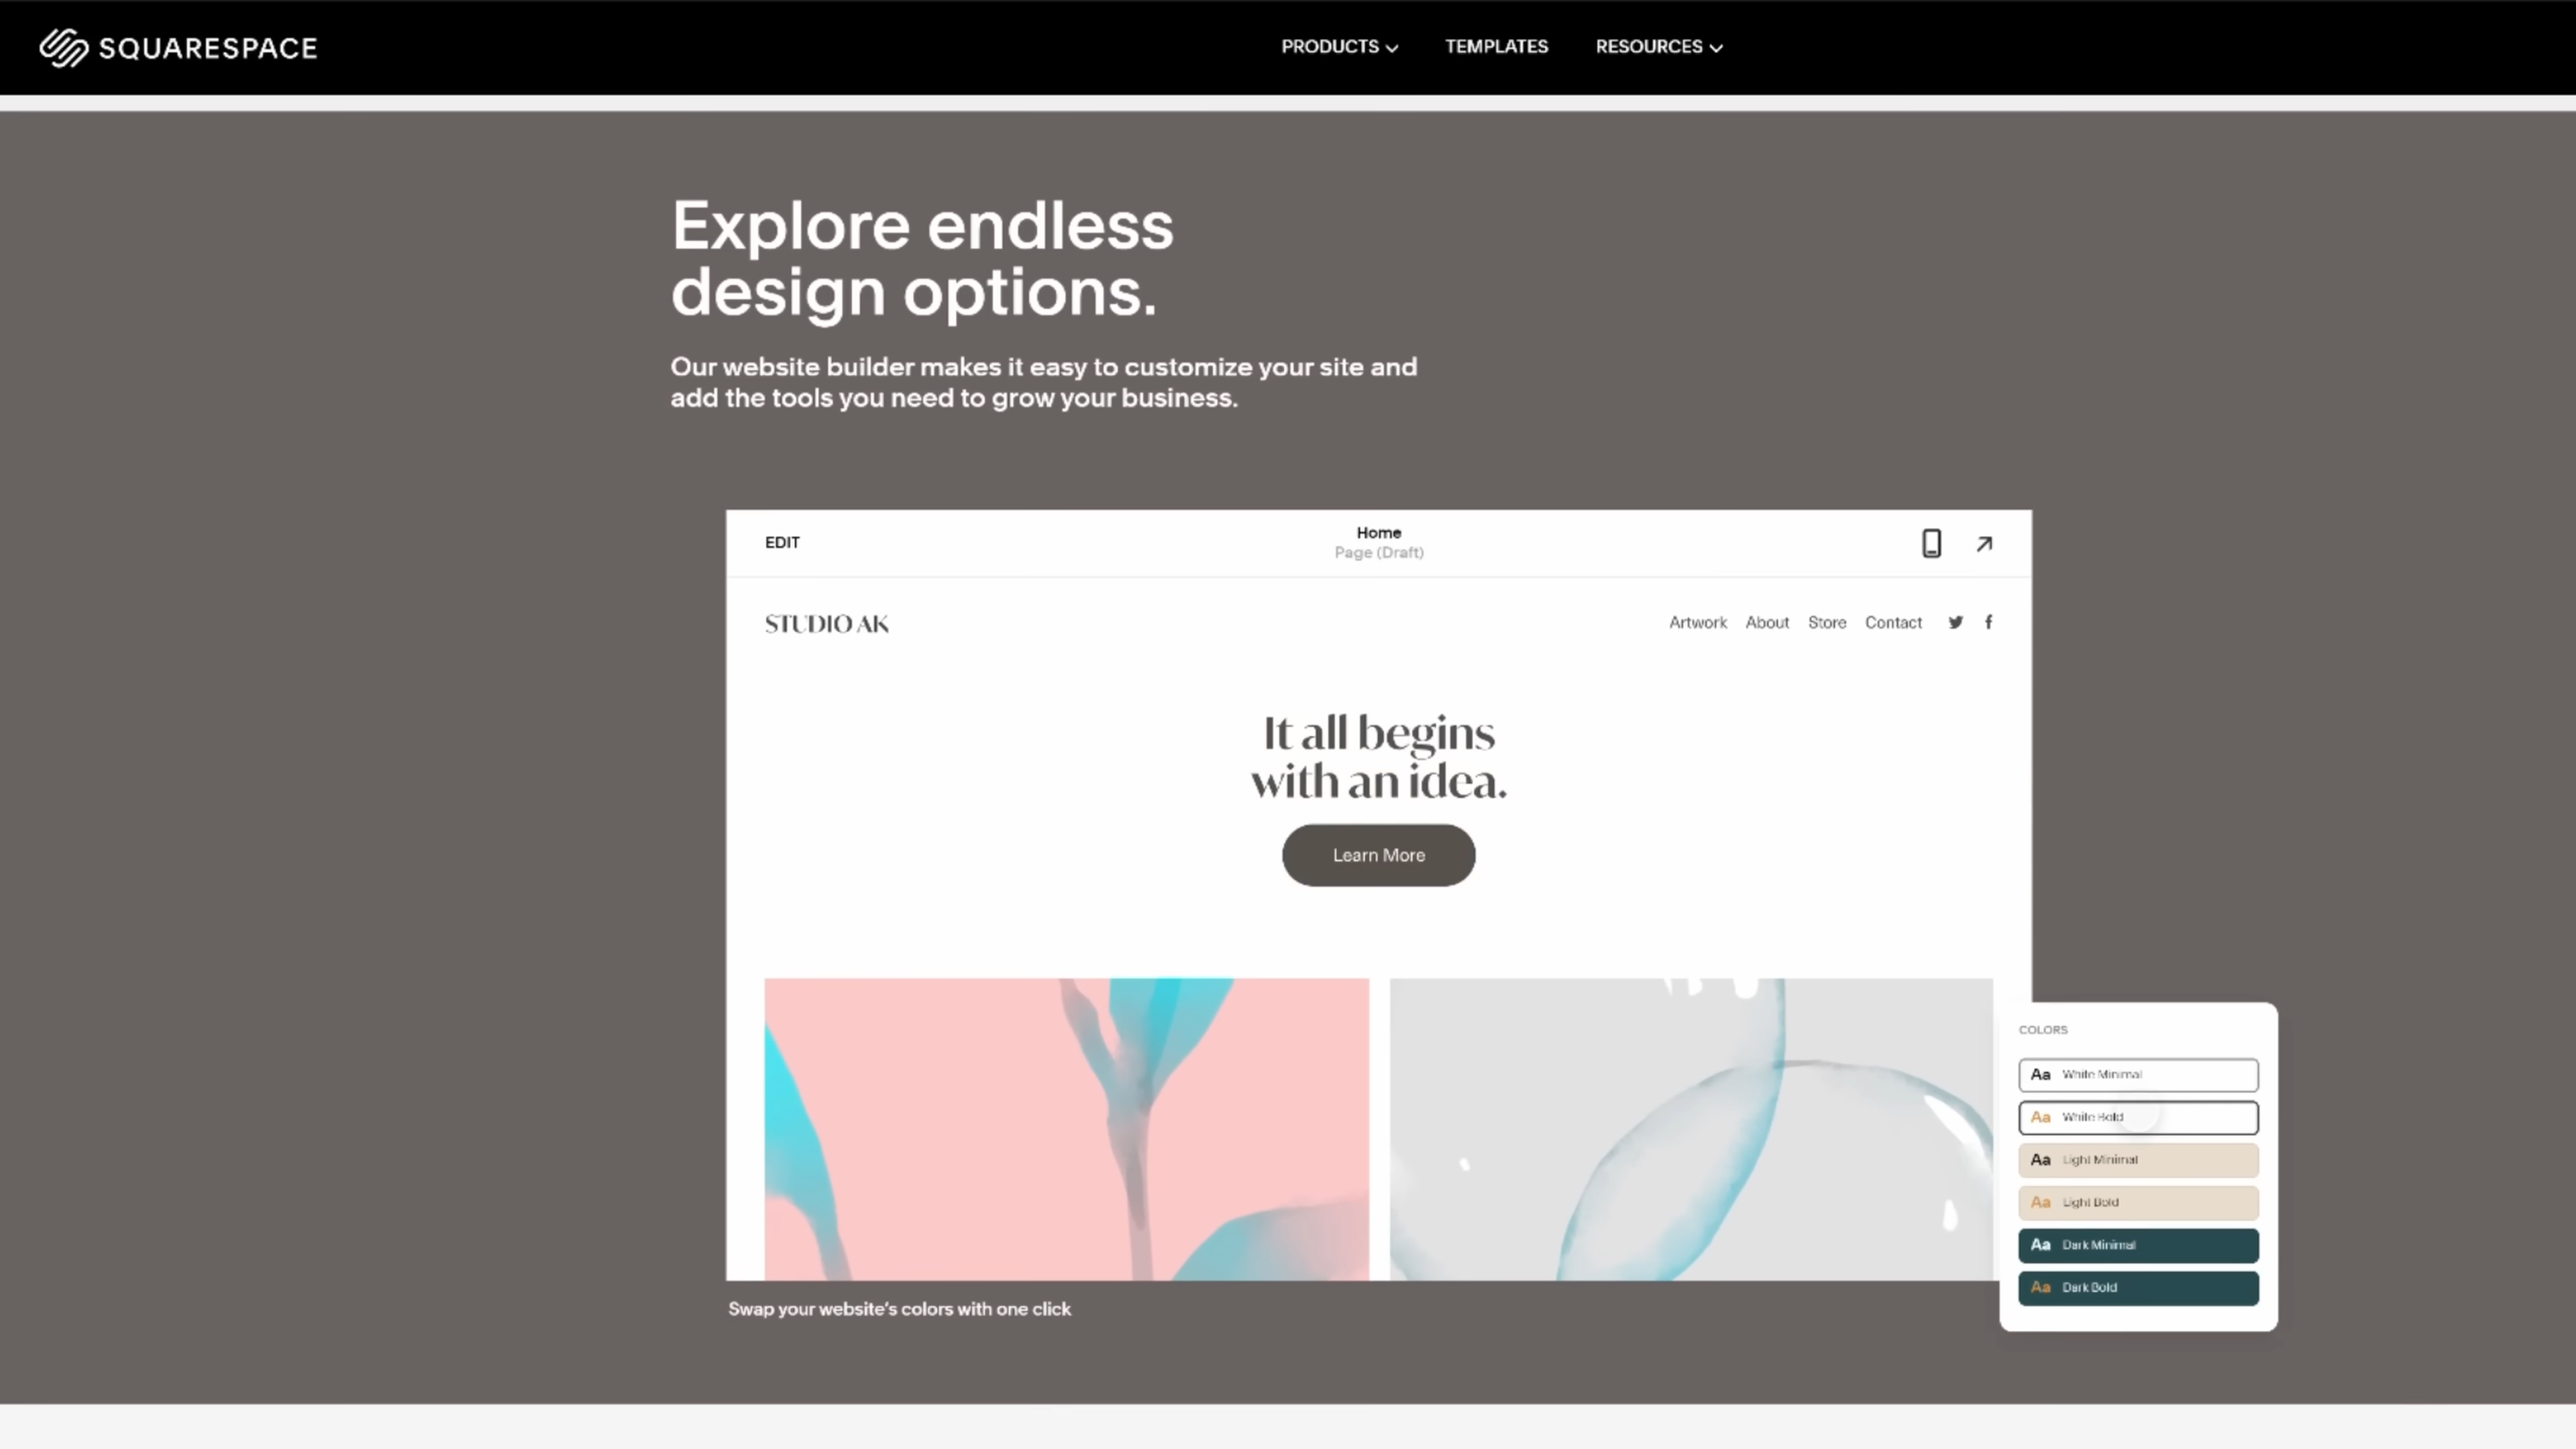 SQUARESPACE
PRODUCTS
TEMPLATES
RESOURCES
Explore endless
design options.
Our website builder makes it easy to customize your site and
add the tools you need to grow your business.
EDIT
Home
Page (Draft)
STUDIO AK
Artwork
About
Store
Contact
It all begins
with an idea.
Learn More
COLORS
Aa White Minimal
Aa White Bold
Aa Light Minimal
Aa Light Bold
Aa Dark Minimal
Aa Dark Bold
Swap your website's colors with one click